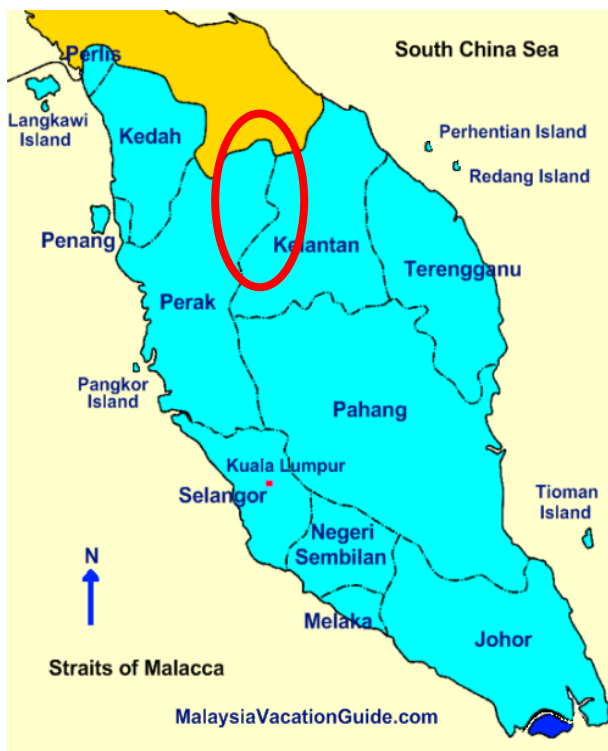 South China Sea
Perlis
Langkawi
Island
Kedah
Perhentian Island
Redang Island
Penang
Kelantan
Terengganu
Perak
Pangkor
Island
Pahang
Kuala Lumpur
Selangor
Tioman
Island
Negeri
Sembilan
N
Melaka
Johor
Straits of Malacca
MalaysiaVacationGuide.com